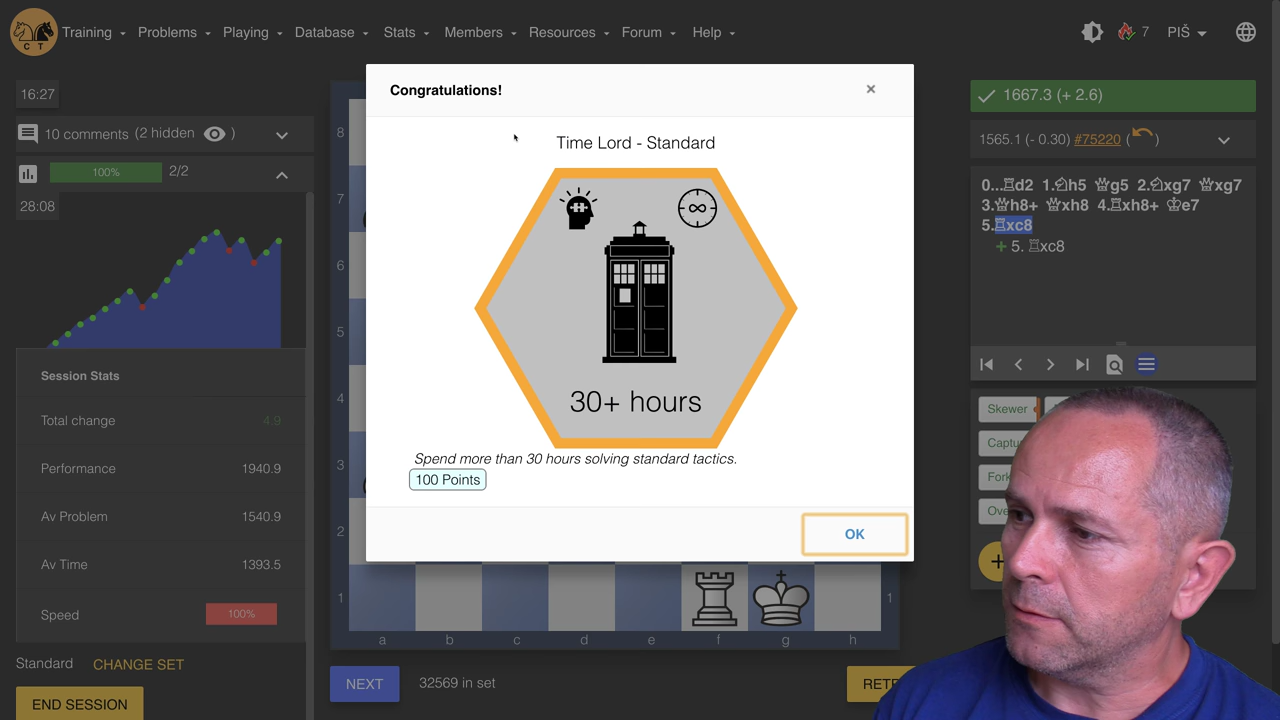 C T
Training Problems Playing Database Stats Members Resources Forum Help
7 PIŠ
16:27
10 comments (2 hidden )
100% 2/2
28:08
Session Stats
Total change 4.9
Performance 1940.9
Av Problem 1540.9
Av Time 1393.5
Speed 100%
Standard CHANGE SET
END SESSION
8
7
6
5
4
3
2
1 1
a b c d e f g h
NEXT 32569 in set
Congratulations! ×
Time Lord - Standard
30+ hours
Spend more than 30 hours solving standard tactics.
100 Points
OK
1667.3 (+ 2.6)
1565.1 (- 0.30) #75220 ( )
0...♖d2 1.♘h5 ♕g5 2.♘xg7 ♕xg7
3.♕h8+ ♕xh8 4.♖xh8+ ♔e7
5.♖xc8
+ 5. ♖xc8
Skewer
+